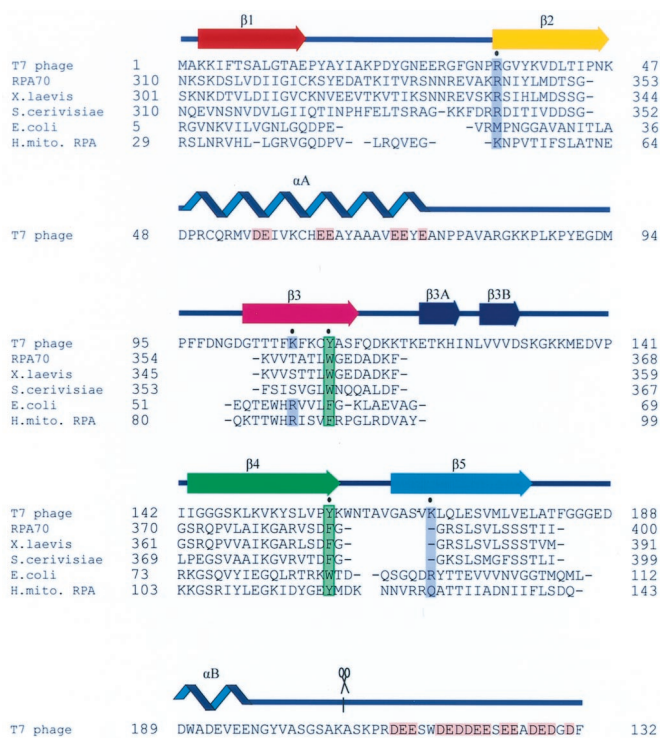 β1 β2
T7 phage 1 MAKKIFTSALGTAEPYAYIAKPDYGNEERGFGNPRGVYKVDLTIPNK 47
RPA70 310 NKSKDSLVDIIGICKSYEDATKITVRSNNREVAKRNIYLMDTSG- 353
X.laevis 301 SKNKDTVLDIIGVCKNVEEVTKVTIKSNNREVSKRSIHLMDSSG- 344
S.cerivisiae 310 NQEVNSNVDVLGIIQTINPHFELTSRAG-KKFDRRDITIVDDSG- 352
E.coli 5 RGVNKVILVGNLGQDPE- -VRMPNGGAVANITLA 36
H.mito. RPA 29 RSLNRVHL-LGRVGQDPV- -LRQVEG- -KNPVTIFSLATNE 64
αA
T7 phage 48 DPRCQRMVDEIVKCHEEAYAAAVEEYEANPPAVARGKKPLKPYEGDM 94
β3 β3A β3B
T7 phage 95 PFFDNGDGTTTFKFKCYASFQDKKTKETKHINLVVVDSKGKKMEDVP 141
RPA70 354 -KVVTATLWGEDADKF- 368
X.laevis 345 -KVVSTTLWGEDADKF- 359
S.cerivisiae 353 -FSISVGLWNQQALDF- 367
E.coli 51 -EQTEWHRVVLFG-KLAEVAG- 69
H.mito. RPA 80 -QKTTWHRISVFRPGLRDVAY- 99
β4 β5
T7 phage 142 IIGGGSKLKVKYSLVPYKWNTAVGASVKLQLESVMLVELATFGGGED 188
RPA70 370 GSRQPVLAIKGARVSDFG- -GRSLSVLSSSTII- 400
X.laevis 361 GSRQPVVAIKGARLSDFG- -GRSLSVLSSSTVM- 391
S.cerivisiae 369 LPEGSVAAIKGVRVTDFG- -GKSLSMGFSSTLI- 399
E.coli 73 RKGSQVYIEGQLRTRKWTD- -QSGQDRYTTEVVVNVGGTMQML- 112
H.mito. RPA 103 KKGSRIYLEGKIDYGEYMDK NNVRRQATTIIADNIIFLSDQ- 143
αB
T7 phage 189 DWADEVEENGYVASGSAKASKPRDEESWDEDDEESEEADEDGDF 132